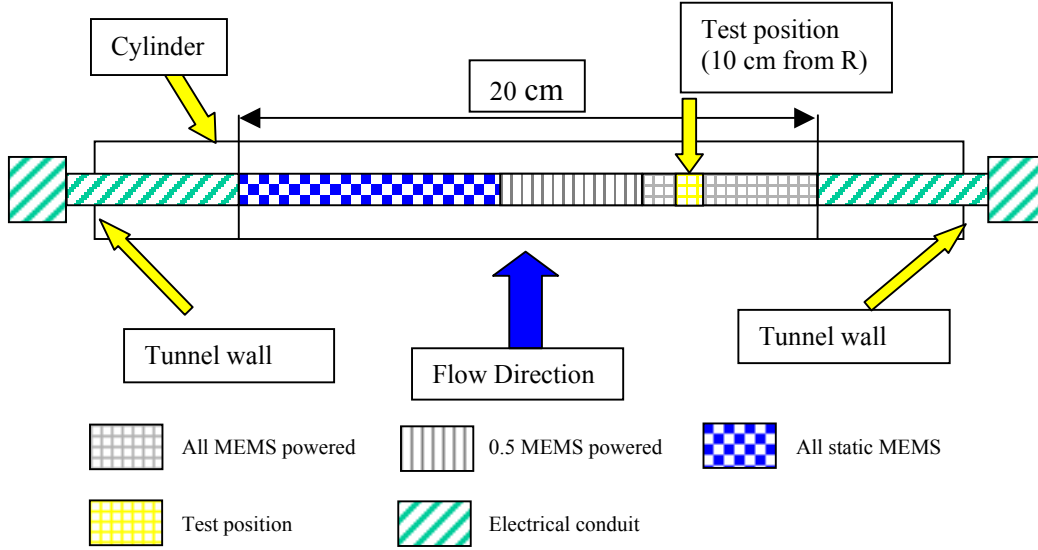 Cylinder
Test position
(10 cm from R)
20 cm
Tunnel wall
Flow Direction
Tunnel wall
All MEMS powered
0.5 MEMS powered
All static MEMS
Test position
Electrical conduit